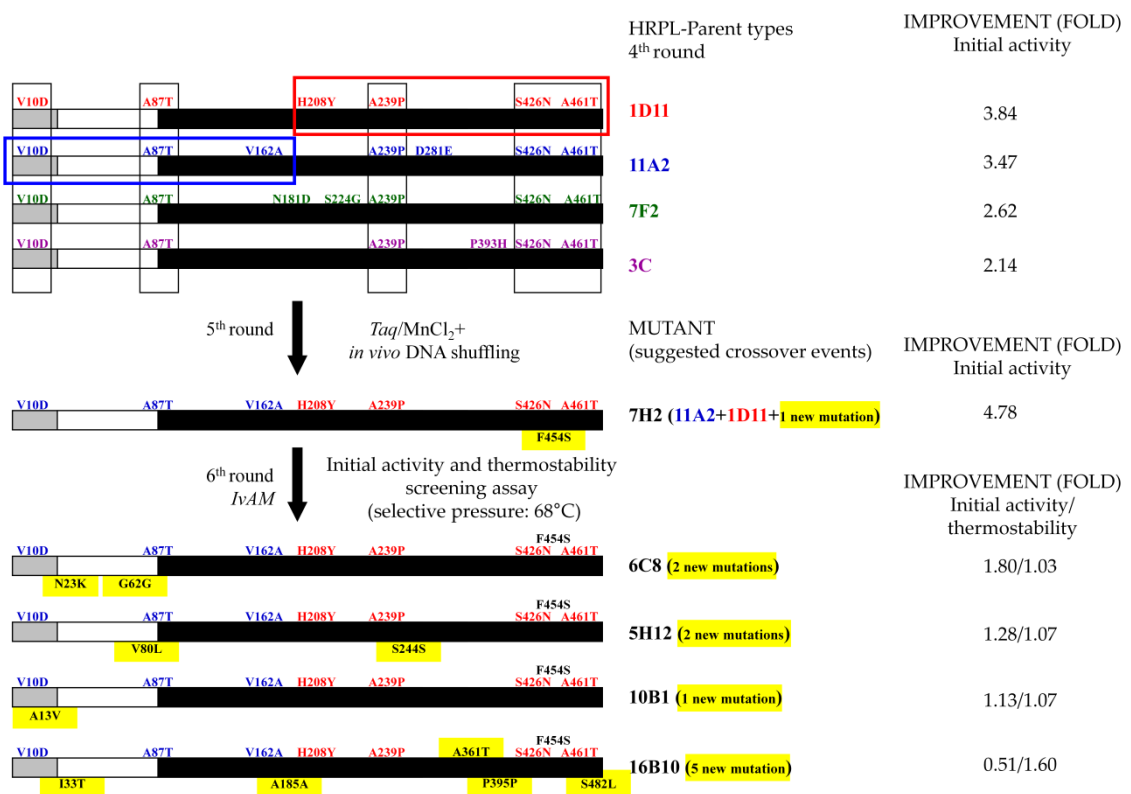 HRPL-Parent types
4th round
IMPROVEMENT (FOLD)
Initial activity
V10D A87T H208Y A239P S426N A461T
1D11
3.84
V10D A87T V162A A239P D281E S426N A461T
11A2
3.47
V10D A87T N181D S224G A239P S426N A461T
7F2
2.62
V10D A87T A239P P393H S426N A461T
3C
2.14
5th round
Taq/MnCl2+
in vivo DNA shuffling
MUTANT
(suggested crossover events)
IMPROVEMENT (FOLD)
Initial activity
V10D A87T V162A H208Y A239P S426N A461T
F454S
7H2 (11A2+1D11+1 new mutation)
4.78
6th round
IvAM
Initial activity and thermostability
screening assay
(selective pressure: 68°C)
IMPROVEMENT (FOLD)
Initial activity/
thermostability
F454S
V10D A87T V162A H208Y A239P S426N A461T
N23K G62G
6C8 (2 new mutations)
1.80/1.03
F454S
V10D A87T V162A H208Y A239P S426N A461T
V80L S244S
5H12 (2 new mutations)
1.28/1.07
F454S
V10D A87T V162A H208Y A239P S426N A461T
A13V
10B1 (1 new mutation)
1.13/1.07
F454S
V10D A87T V162A H208Y A239P A361T S426N A461T
I33T A185A P395P S482L
16B10 (5 new mutation)
0.51/1.60